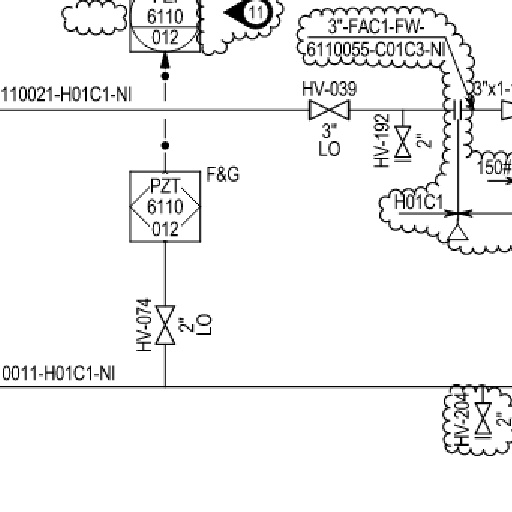 6110
012
11
3"-FAC1-FW-
6110055-C01C3-NI
110021-H01C1-NI
HV-039
3"
LO
HV-192
2"
3"x1-
150#
F&G
PZT
6110
012
H01C1
HV-074
2"
LO
0011-H01C1-NI
HV-204
2"